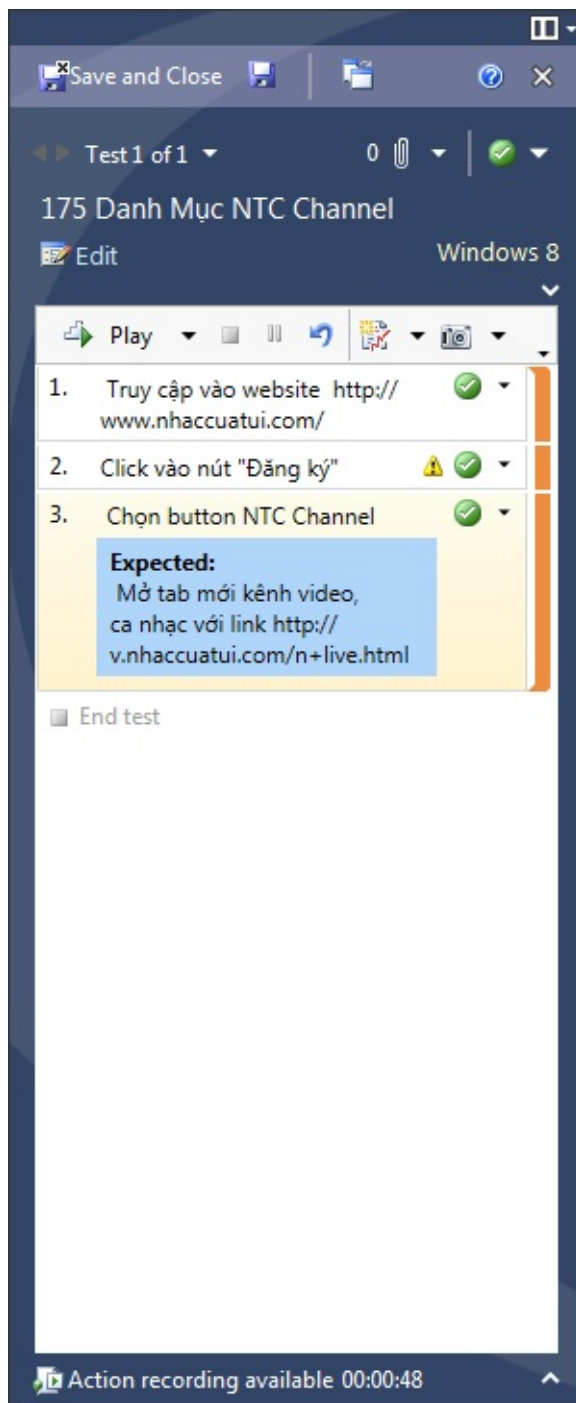 Save and Close
Test 1 of 1
0
175 Danh Mục NTC Channel
Edit
Windows 8
Play
1. Truy cập vào website http://
www.nhaccuatui.com/
2. Click vào nút "Đăng ký"
3. Chọn button NTC Channel
Expected:
Mở tab mới kênh video,
ca nhạc với link http://
v.nhaccuatui.com/n+live.html
End test
Action recording available 00:00:48